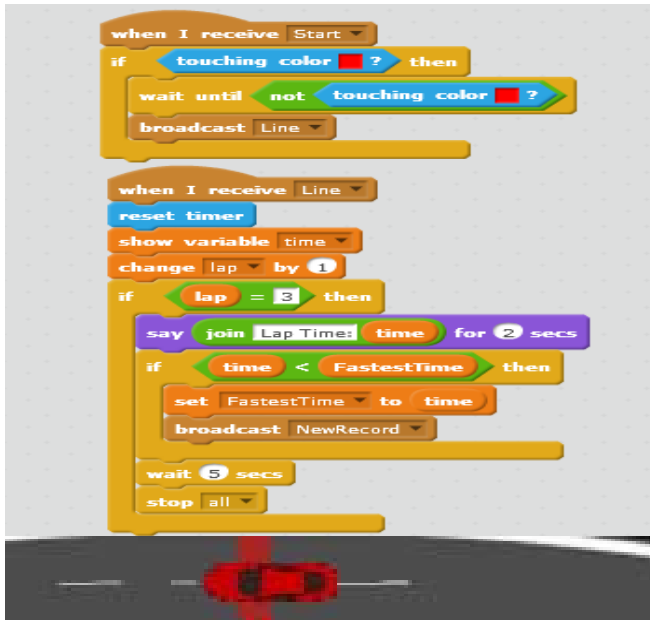 when I receive Start
if touching color ? then
wait until not touching color ?
broadcast Line
when I receive Line
reset timer
show variable time
change lap by 1
if lap = 3 then
say join Lap Time: time for 2 secs
if time < FastestTime then
set FastestTime to time
broadcast NewRecord
wait 5 secs
stop all